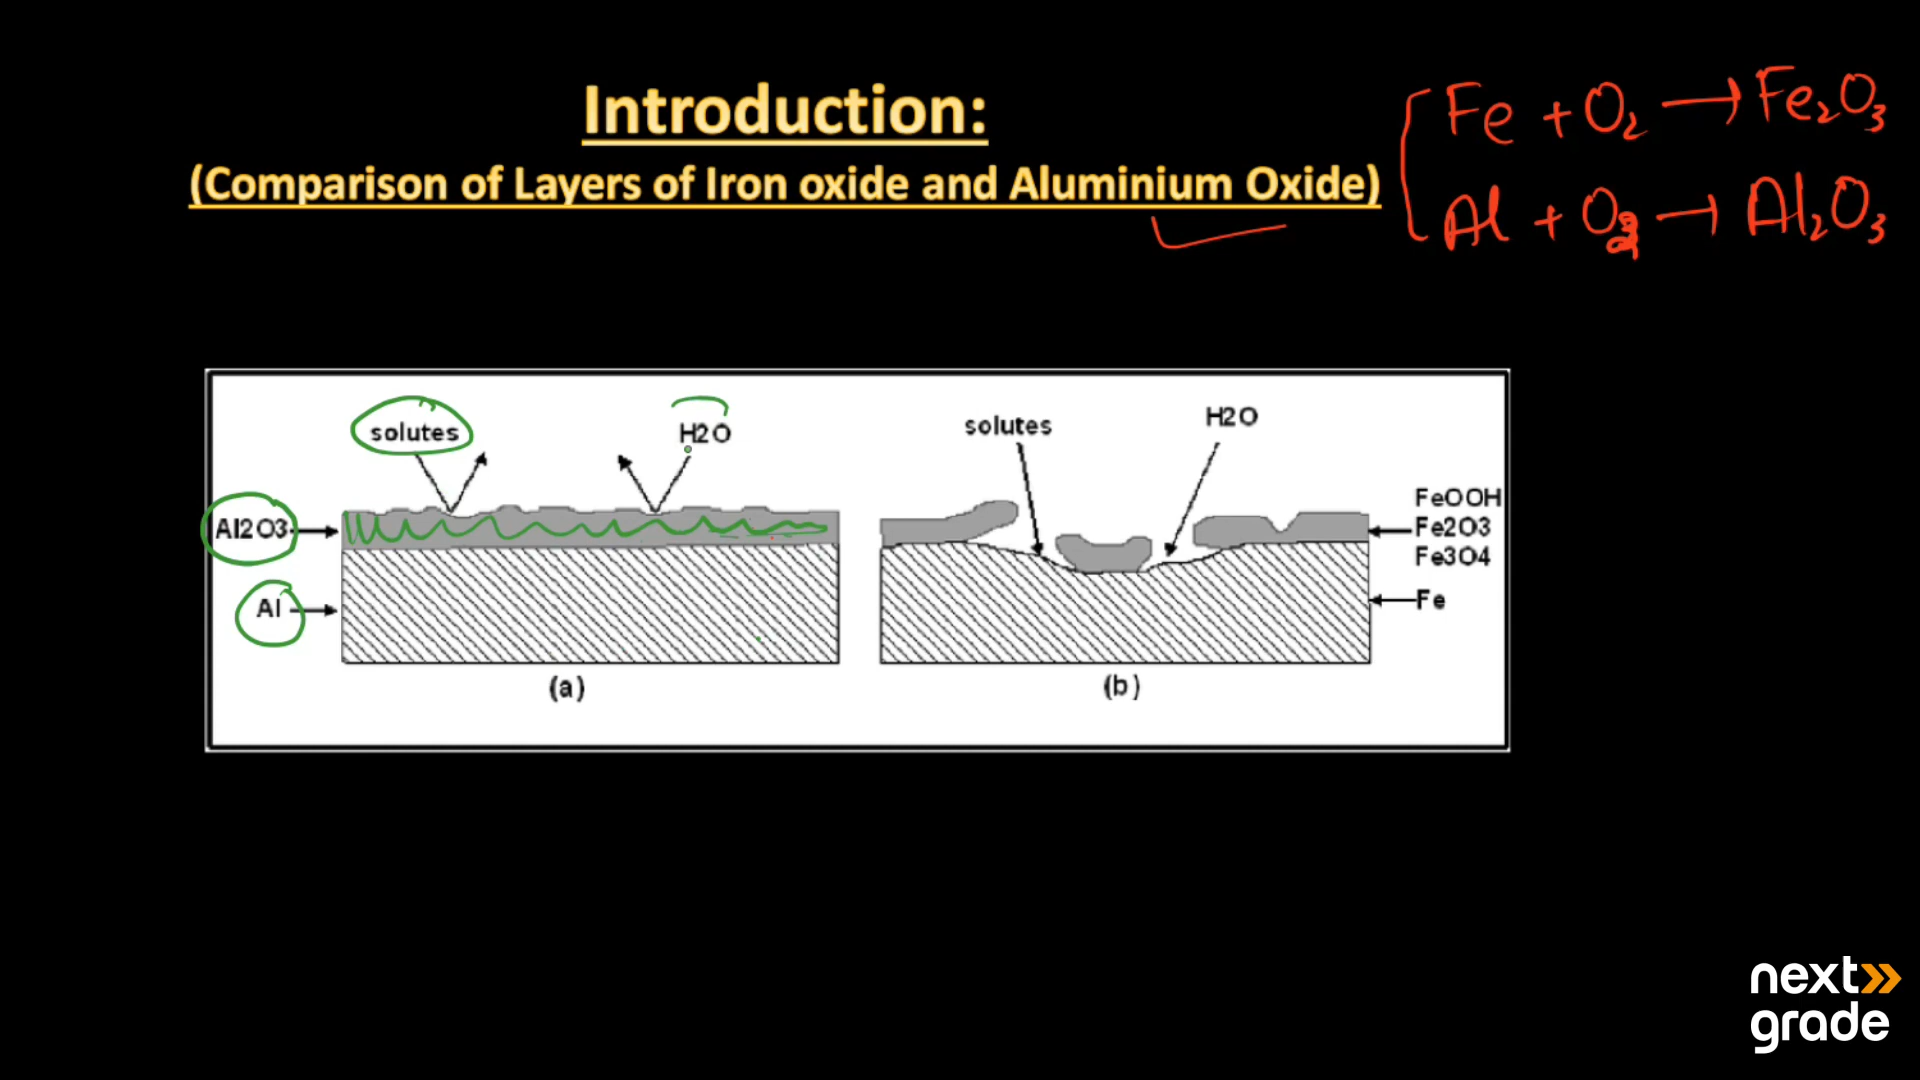 Introduction:
(Comparison of Layers of Iron oxide and Aluminium Oxide)
Fe + O2 → Fe2O3
Al + O2 → Al2O3
solutes
H2O
Al2O3
Al
(a)
solutes
H2O
FeOOH
Fe2O3
Fe3O4
Fe
(b)
next
grade